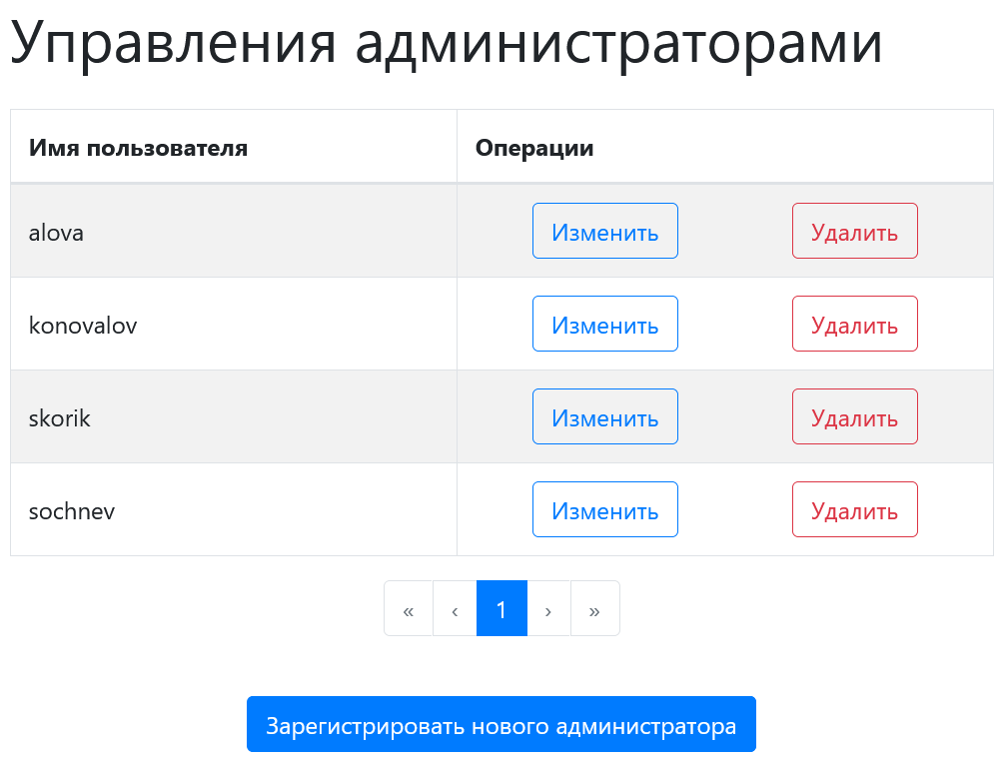 Управления администраторами
Имя пользователя Операции
alova Изменить Удалить
konovalov Изменить Удалить
skorik Изменить Удалить
sochnev Изменить Удалить
« ‹ 1 › »
Зарегистрировать нового администратора